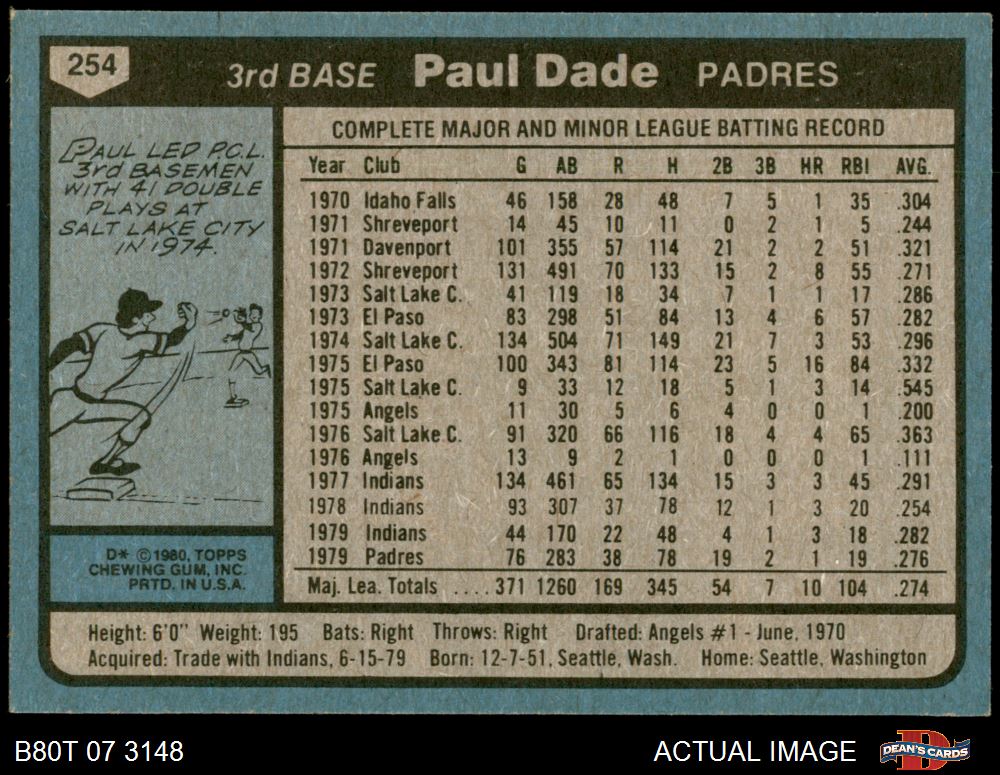 254
3rd BASE Paul Dade PADRES
PAUL LED P.C.L.
3rd BASEMEN
WITH 41 DOUBLE
PLAYS AT
SALT LAKE CITY
IN 1974.
COMPLETE MAJOR AND MINOR LEAGUE BATTING RECORD
Year Club G AB R H 2B 3B HR RBI AVG.
1970 Idaho Falls 46 158 28 48 7 5 1 35 .304
1971 Shreveport 14 45 10 11 0 2 1 5 .244
1971 Davenport 101 355 57 114 21 2 2 51 .321
1972 Shreveport 131 491 70 133 15 2 8 55 .271
1973 Salt Lake C. 41 119 18 34 7 1 1 17 .286
1973 El Paso 83 298 51 84 13 4 6 57 .282
1974 Salt Lake C. 134 504 71 149 21 7 3 53 .296
1975 El Paso 100 343 81 114 23 5 16 84 .332
1975 Salt Lake C. 9 33 12 18 5 1 3 14 .545
1975 Angels 11 30 5 6 4 0 0 1 .200
1976 Salt Lake C. 91 320 66 116 18 4 4 65 .363
1976 Angels 13 9 2 1 0 0 0 1 .111
1977 Indians 134 461 65 134 15 3 3 45 .291
1978 Indians 93 307 37 78 12 1 3 20 .254
1979 Indians 44 170 22 48 4 1 3 18 .282
1979 Padres 76 283 38 78 19 2 1 19 .276
Maj. Lea. Totals ....371 1260 169 345 54 7 10 104 .274
D* ©1980, TOPPS
CHEWING GUM, INC.
PRTD. IN U.S.A.
Height: 6'0" Weight: 195 Bats: Right Throws: Right Drafted: Angels #1 - June, 1970
Acquired: Trade with Indians, 6-15-79 Born: 12-7-51, Seattle, Wash. Home: Seattle, Washington
B80T 07 3148 ACTUAL IMAGE DEAN'S CARDS